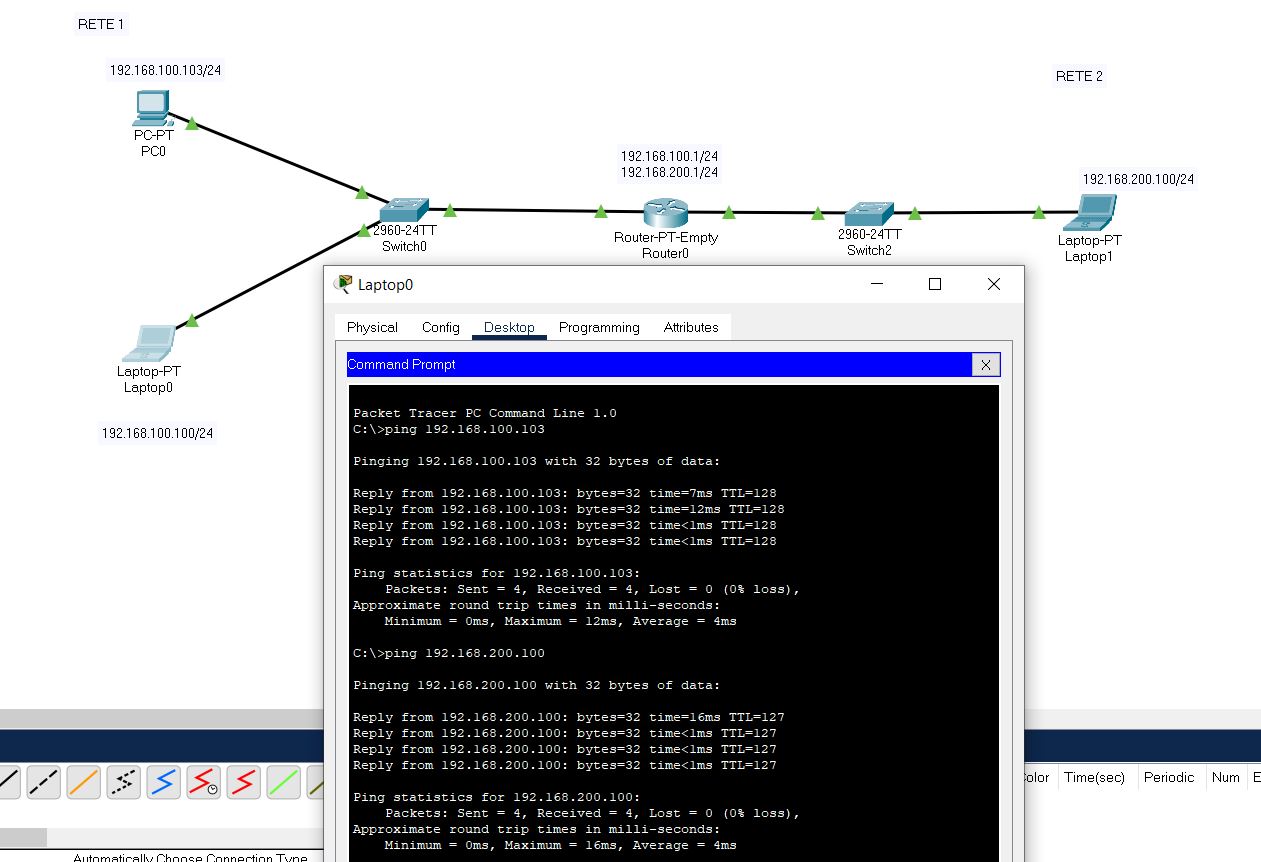 RETE 1
192.168.100.103/24
RETE 2
PC-PT
PC0
192.168.100.1/24
192.168.200.1/24
192.168.200.100/24
2960-24TT
Switch0
Router-PT-Empty
Router0
2960-24TT
Switch2
Laptop-PT
Laptop1
Laptop-PT
Laptop0
192.168.100.100/24
Laptop0
Physical Config Desktop Programming Attributes
Command Prompt X
Packet Tracer PC Command Line 1.0
C:\>ping 192.168.100.103
Pinging 192.168.100.103 with 32 bytes of data:
Reply from 192.168.100.103: bytes=32 time=7ms TTL=128
Reply from 192.168.100.103: bytes=32 time=12ms TTL=128
Reply from 192.168.100.103: bytes=32 time<1ms TTL=128
Reply from 192.168.100.103: bytes=32 time<1ms TTL=128
Ping statistics for 192.168.100.103:
Packets: Sent = 4, Received = 4, Lost = 0 (0% loss),
Approximate round trip times in milli-seconds:
Minimum = 0ms, Maximum = 12ms, Average = 4ms
C:\>ping 192.168.200.100
Pinging 192.168.200.100 with 32 bytes of data:
Reply from 192.168.200.100: bytes=32 time=16ms TTL=127
Reply from 192.168.200.100: bytes=32 time<1ms TTL=127
Reply from 192.168.200.100: bytes=32 time<1ms TTL=127
Reply from 192.168.200.100: bytes=32 time<1ms TTL=127
Ping statistics for 192.168.200.100:
Packets: Sent = 4, Received = 4, Lost = 0 (0% loss),
Approximate round trip times in milli-seconds:
Minimum = 0ms, Maximum = 16ms, Average = 4ms
olor Time(sec) Periodic Num E
Automatically Choose Connection Type